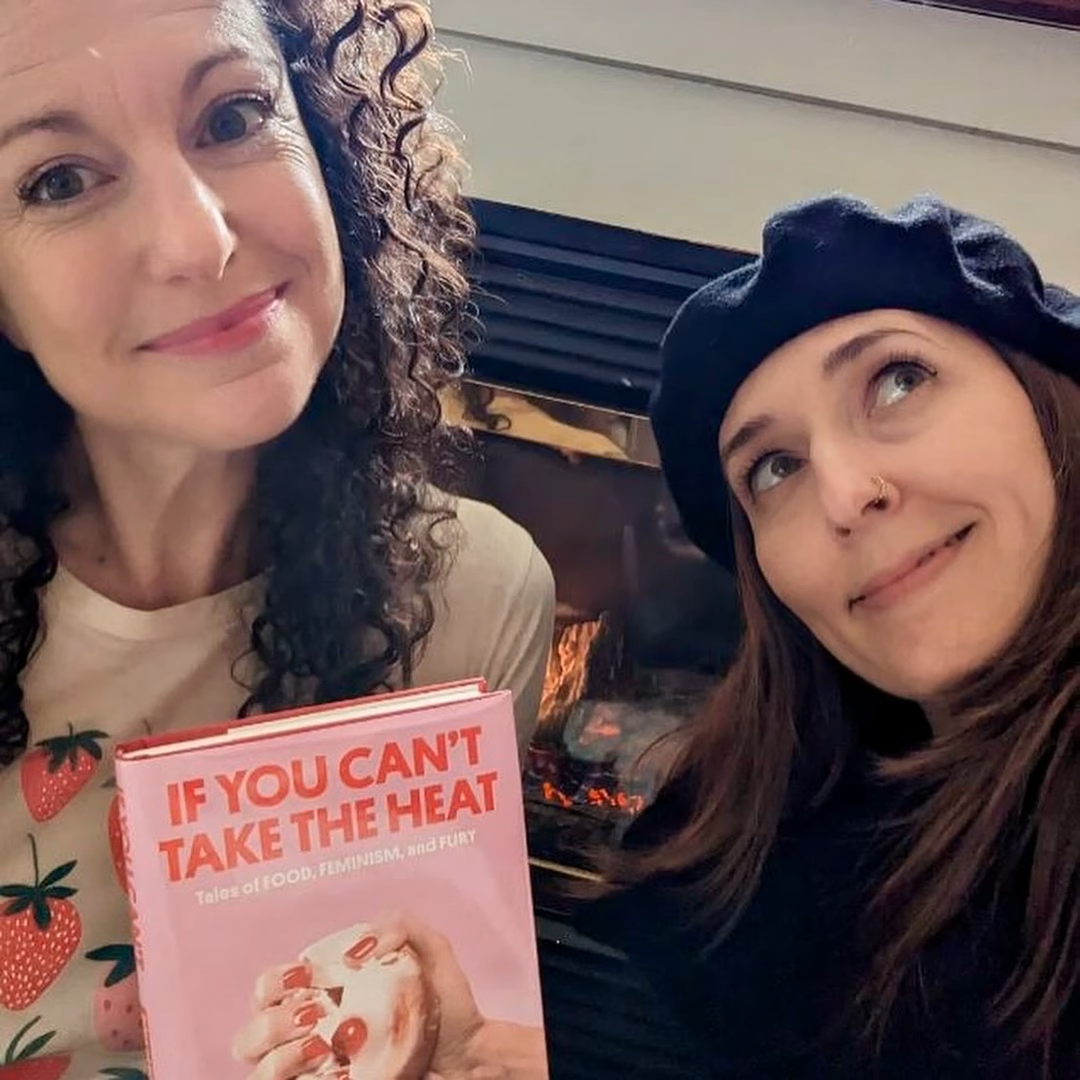 IF YOU CAN'T
TAKE THE HEAT
Tales of FOOD, FEMINISM, and FURY